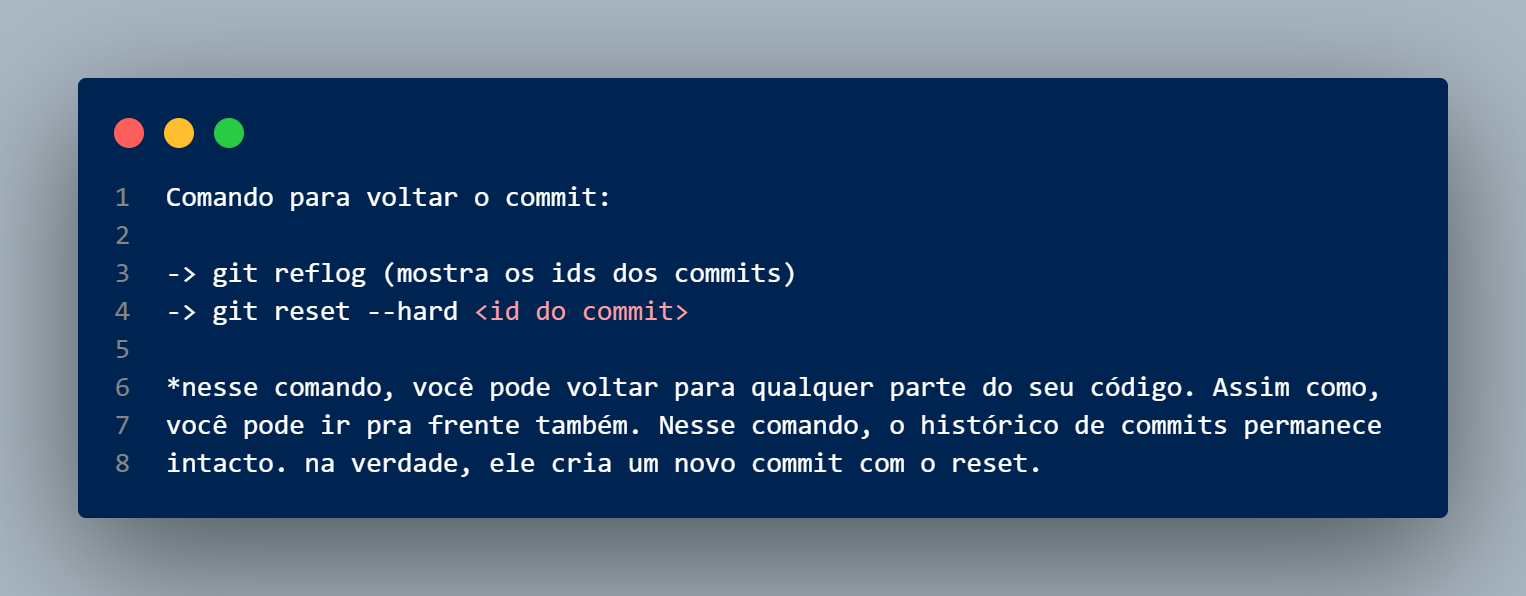 1 Comando para voltar o commit:
2
3 -> git reflog (mostra os ids dos commits)
4 -> git reset --hard <id do commit>
5
6 *nesse comando, você pode voltar para qualquer parte do seu código. Assim como,
7 você pode ir pra frente também. Nesse comando, o histórico de commits permanece
8 intacto. na verdade, ele cria um novo commit com o reset.